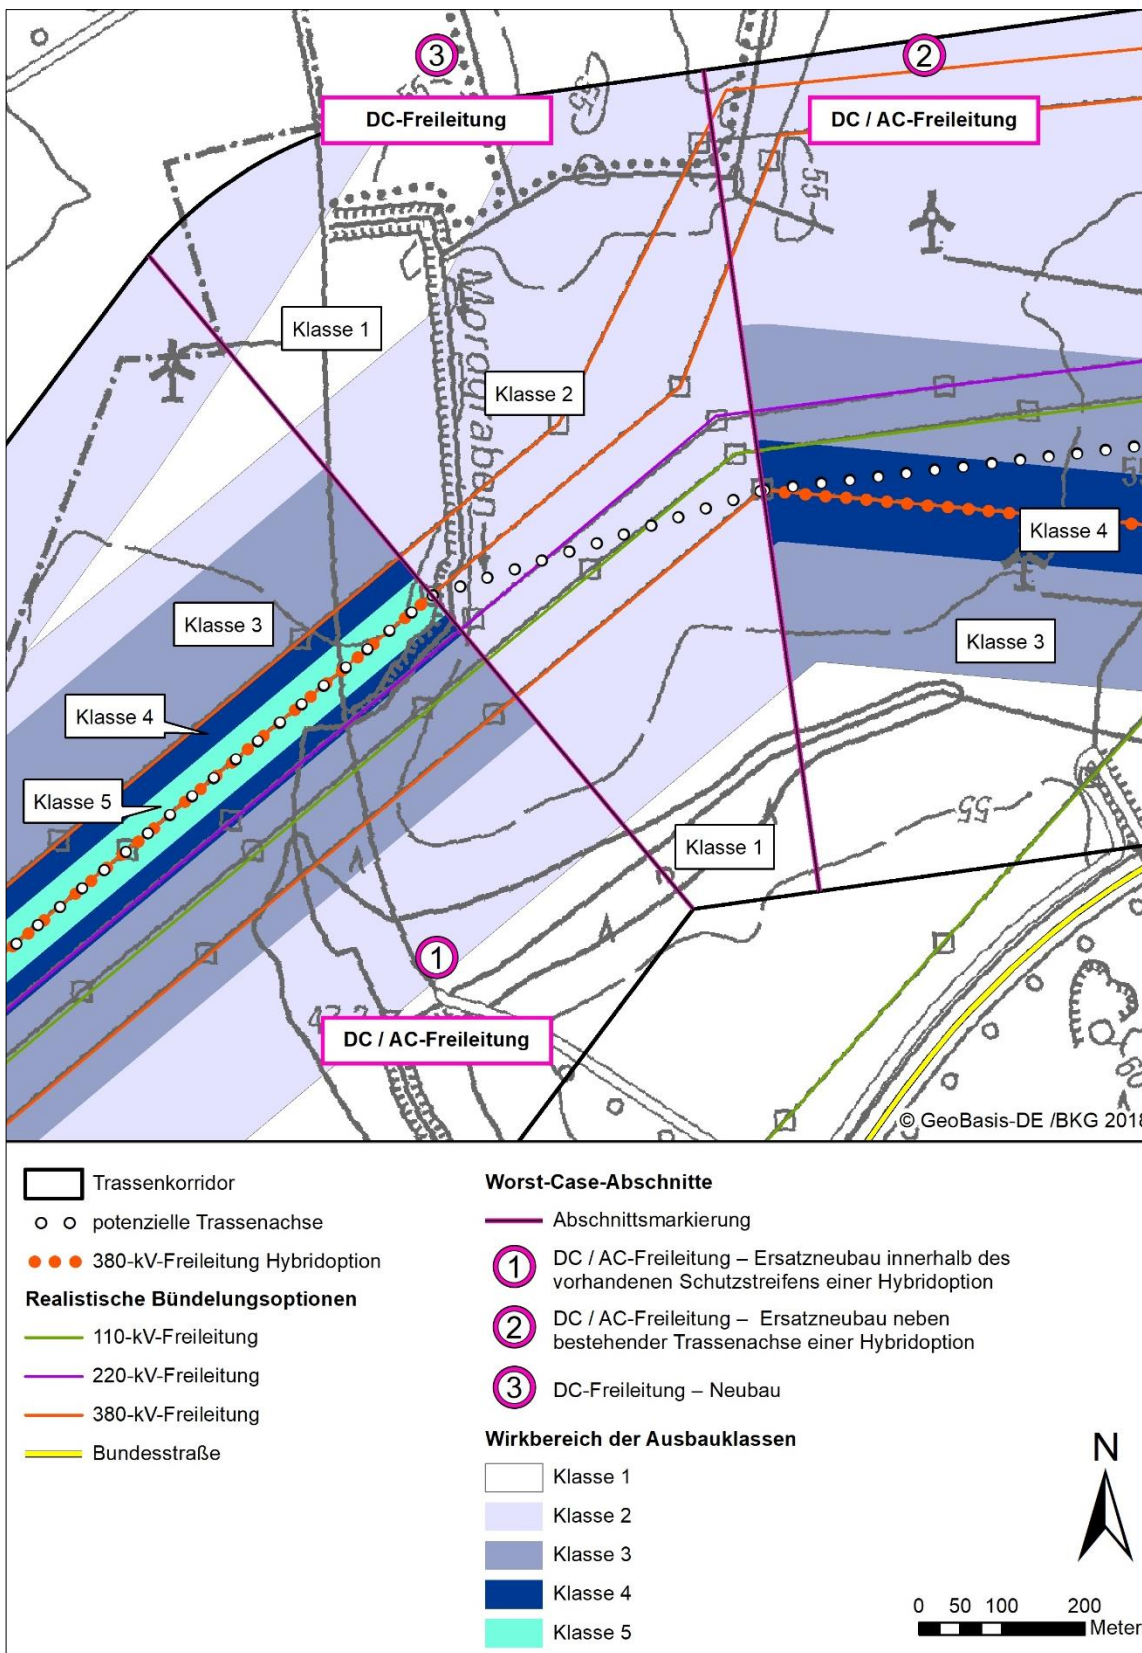 3
2
DC-Freileitung
DC / AC-Freileitung
55
55
Klasse 1
Moraugraben
Klasse 2
Klasse 4
Klasse 3
Klasse 3
Klasse 4
Klasse 5
55
Klasse 1
1
DC / AC-Freileitung
© GeoBasis-DE /BKG 2018
Trassenkorridor
potenzielle Trassenachse
380-kV-Freileitung Hybridoption
Realistische Bündelungsoptionen
110-kV-Freileitung
220-kV-Freileitung
380-kV-Freileitung
Bundesstraße
Worst-Case-Abschnitte
Abschnittsmarkierung
1 DC / AC-Freileitung – Ersatzneubau innerhalb des
vorhandenen Schutzstreifens einer Hybridoption
2 DC / AC-Freileitung – Ersatzneubau neben
bestehender Trassenachse einer Hybridoption
3 DC-Freileitung – Neubau
Wirkbereich der Ausbauklassen
Klasse 1
Klasse 2
Klasse 3
Klasse 4
Klasse 5
N
0 50 100 200
Meter